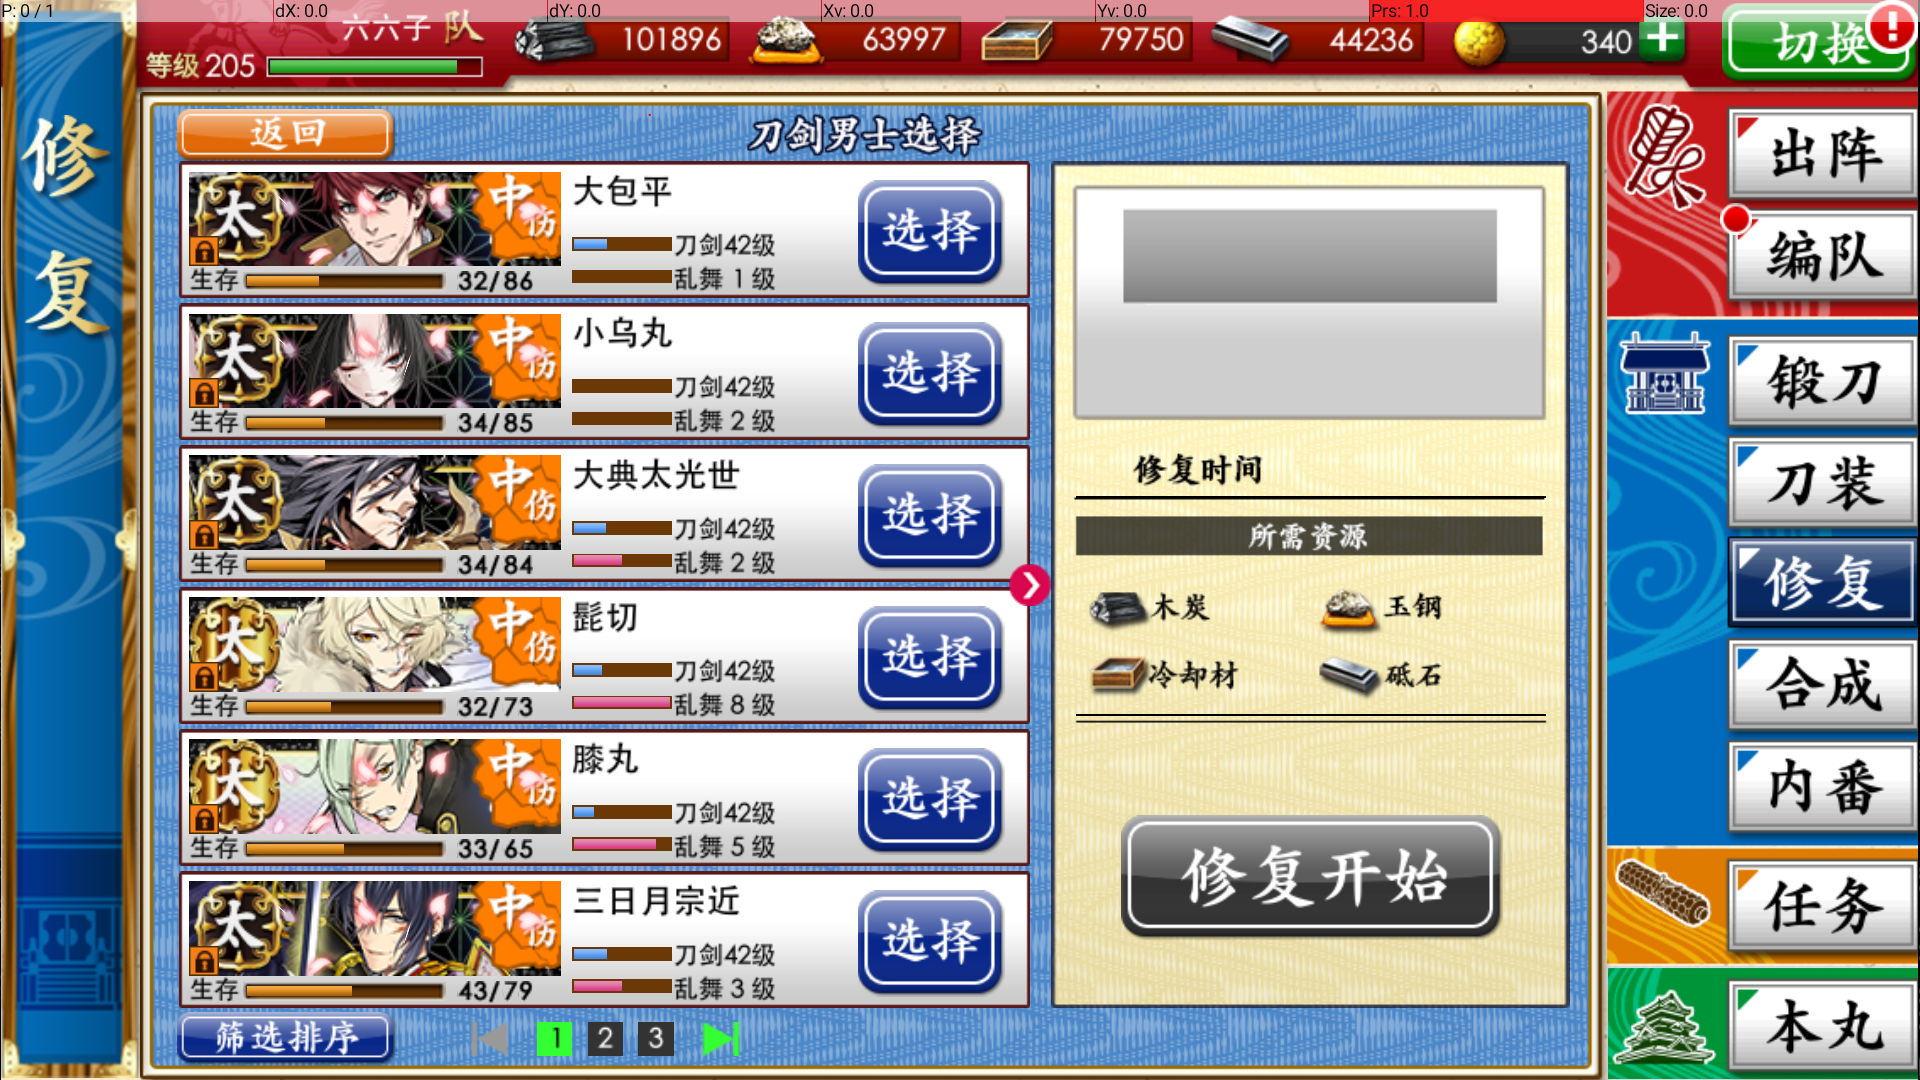 P: 0 / 1 dX: 0.0 dY: 0.0 Xv: 0.0 Yv: 0.0 Prs: 1.0 Size: 0.0
六六子 队
等级 205
101896 63997 79750 44236 340
切换
修复
返回
刀剑男士选择
太 中伤 大包平
刀剑42级
生存 32/86 乱舞 1 级
选择
太 中伤 小乌丸
刀剑42级
生存 34/85 乱舞 2 级
选择
太 中伤 大典太光世
刀剑42级
生存 34/84 乱舞 2 级
选择
太 中伤 髭切
刀剑42级
生存 32/73 乱舞 8 级
选择
太 中伤 膝丸
刀剑42级
生存 33/65 乱舞 5 级
选择
太 中伤 三日月宗近
刀剑42级
生存 43/79 乱舞 3 级
选择
筛选排序
1 2 3
修复时间
所需资源
木炭 玉钢
冷却材 砥石
修复开始
出阵
编队
锻刀
刀装
修复
合成
内番
任务
本丸